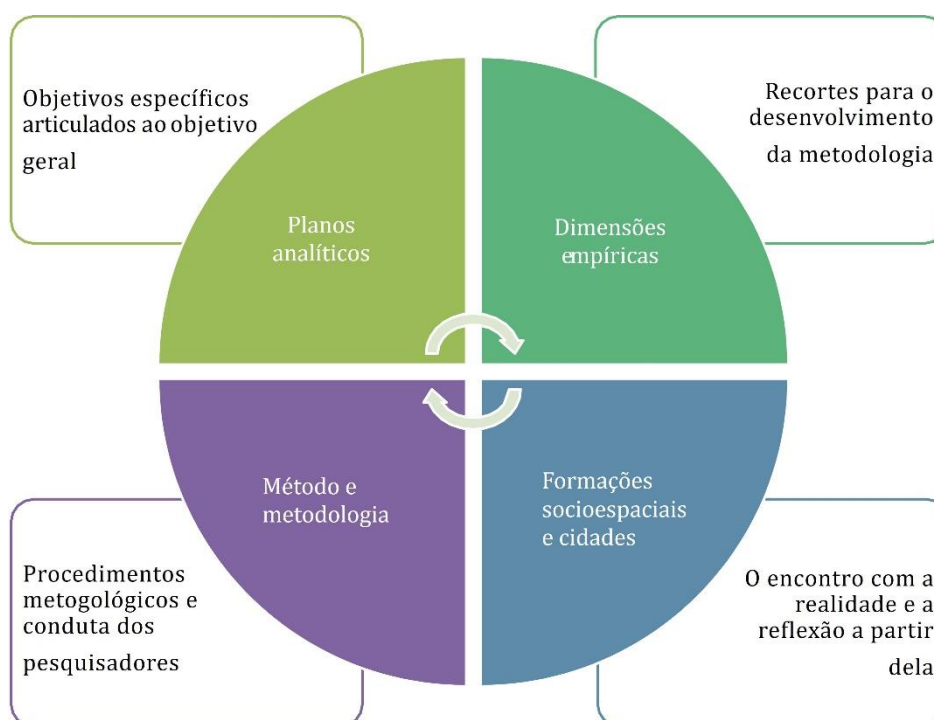 Objetivos específicos
articulados ao objetivo
geral
Recortes para o
desenvolvimento
da metodologia
Planos
analíticos
Dimensões
empíricas
Método e
metodologia
Formações
socioespaciais
e cidades
Procedimentos
metogológicos e
conduta dos
pesquisadores
O encontro com a
realidade e a
reflexão a partir
dela